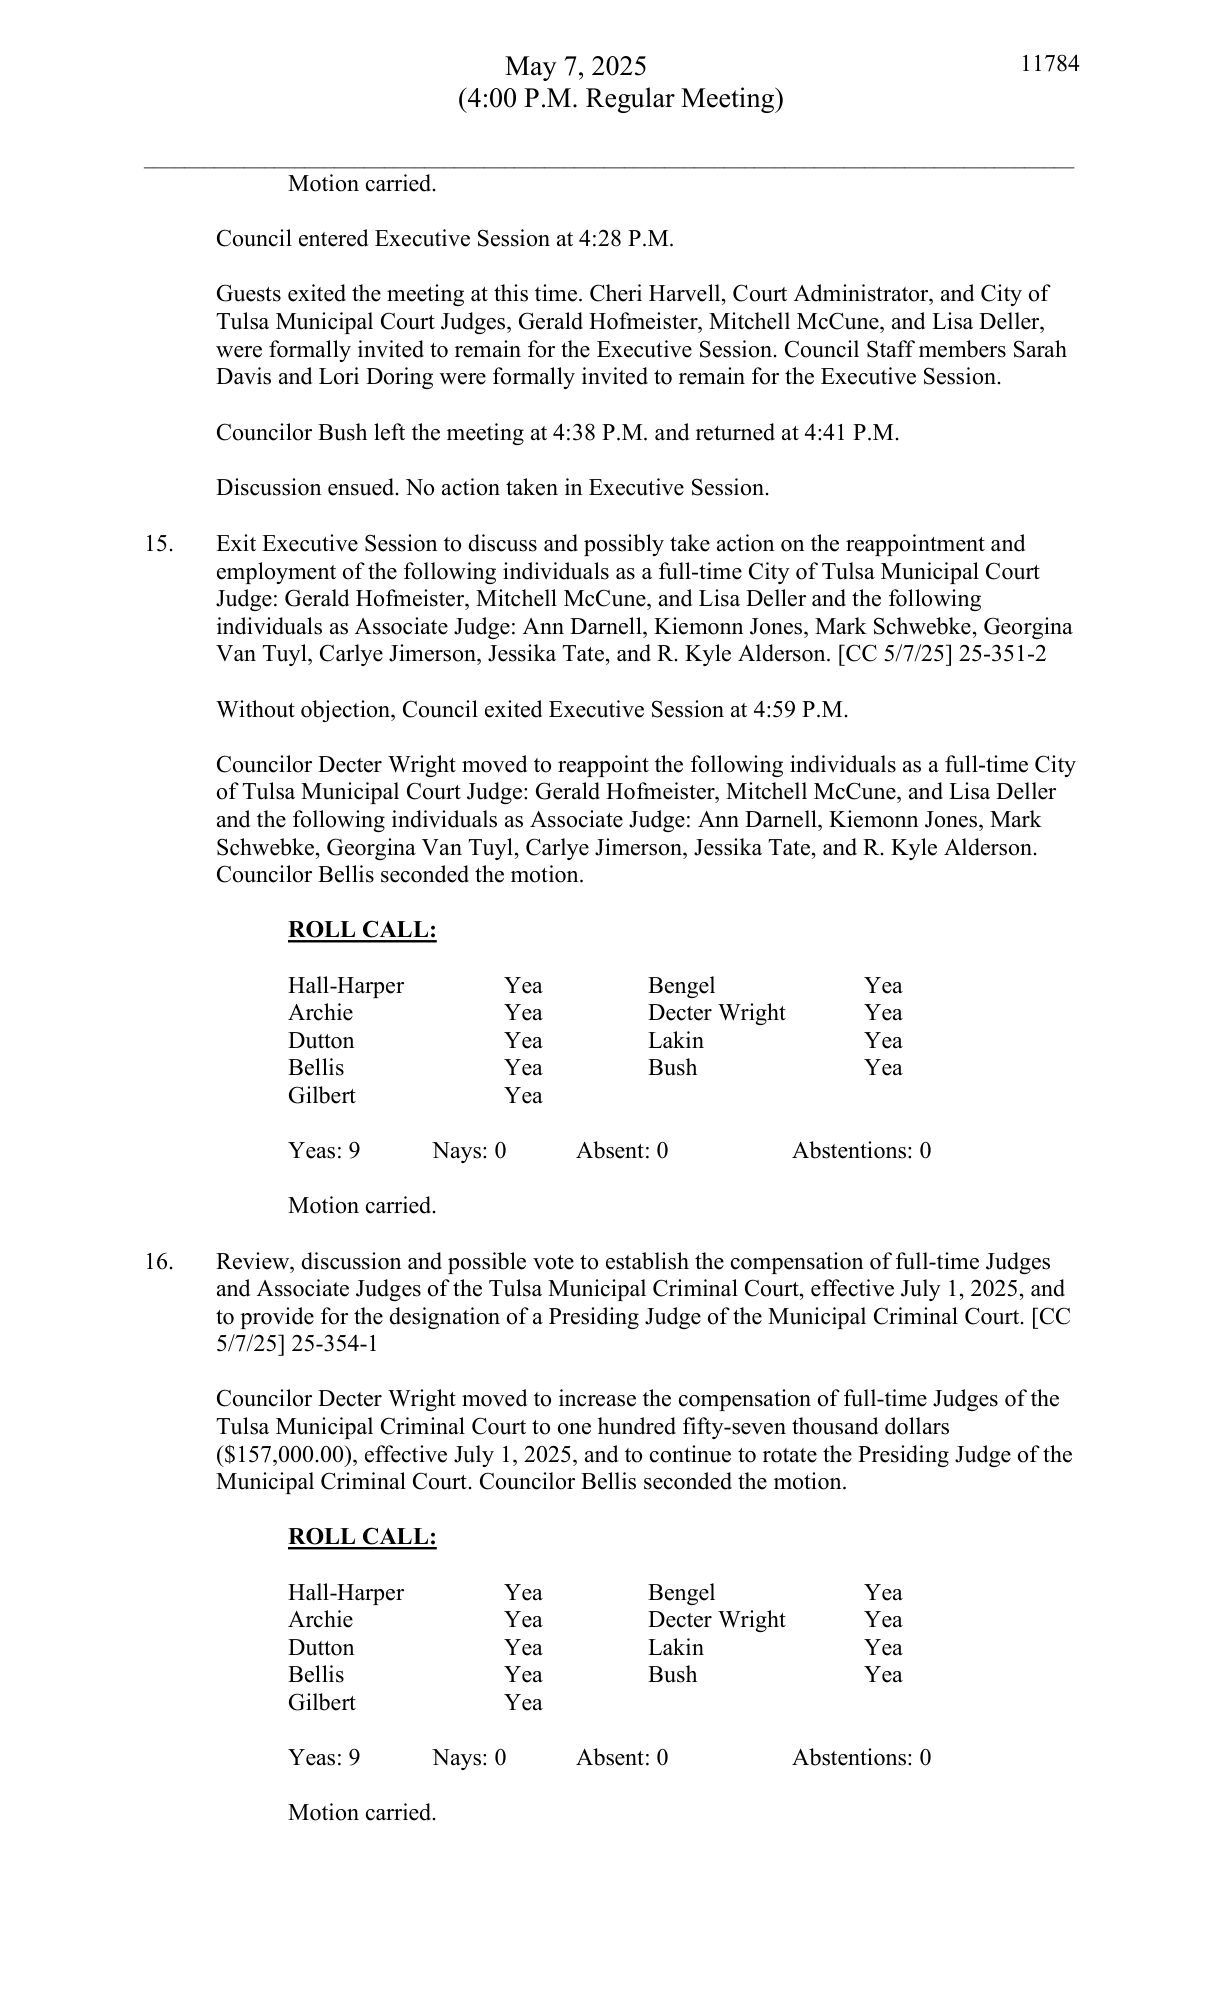 May 7, 2025
11784
(4:00 P.M. Regular Meeting)
Motion carried.
Council entered Executive Session at 4:28 P.M.
Guests exited the meeting at this time. Cheri Harvell, Court Administrator, and City of
Tulsa Municipal Court Judges, Gerald Hofmeister, Mitchell McCune, and Lisa Deller,
were formally invited to remain for the Executive Session. Council Staff members Sarah
Davis and Lori Doring were formally invited to remain for the Executive Session.
Councilor Bush left the meeting at 4:38 P.M. and returned at 4:41 P.M.
Discussion ensued. No action taken in Executive Session.
15. Exit Executive Session to discuss and possibly take action on the reappointment and
employment of the following individuals as a full-time City of Tulsa Municipal Court
Judge: Gerald Hofmeister, Mitchell McCune, and Lisa Deller and the following
individuals as Associate Judge: Ann Darnell, Kiemonn Jones, Mark Schwebke, Georgina
Van Tuyl, Carlye Jimerson, Jessika Tate, and R. Kyle Alderson. [CC 5/7/25] 25-351-2
Without objection, Council exited Executive Session at 4:59 P.M.
Councilor Decter Wright moved to reappoint the following individuals as a full-time City
of Tulsa Municipal Court Judge: Gerald Hofmeister, Mitchell McCune, and Lisa Deller
and the following individuals as Associate Judge: Ann Darnell, Kiemonn Jones, Mark
Schwebke, Georgina Van Tuyl, Carlye Jimerson, Jessika Tate, and R. Kyle Alderson.
Councilor Bellis seconded the motion.
ROLL CALL:
Hall-Harper Yea Bengel Yea
Archie Yea Decter Wright Yea
Dutton Yea Lakin Yea
Bellis Yea Bush Yea
Gilbert Yea
Yeas: 9 Nays: 0 Absent: 0 Abstentions: 0
Motion carried.
16. Review, discussion and possible vote to establish the compensation of full-time Judges
and Associate Judges of the Tulsa Municipal Criminal Court, effective July 1, 2025, and
to provide for the designation of a Presiding Judge of the Municipal Criminal Court. [CC
5/7/25] 25-354-1
Councilor Decter Wright moved to increase the compensation of full-time Judges of the
Tulsa Municipal Criminal Court to one hundred fifty-seven thousand dollars
($157,000.00), effective July 1, 2025, and to continue to rotate the Presiding Judge of the
Municipal Criminal Court. Councilor Bellis seconded the motion.
ROLL CALL:
Hall-Harper Yea Bengel Yea
Archie Yea Decter Wright Yea
Dutton Yea Lakin Yea
Bellis Yea Bush Yea
Gilbert Yea
Yeas: 9 Nays: 0 Absent: 0 Abstentions: 0
Motion carried.